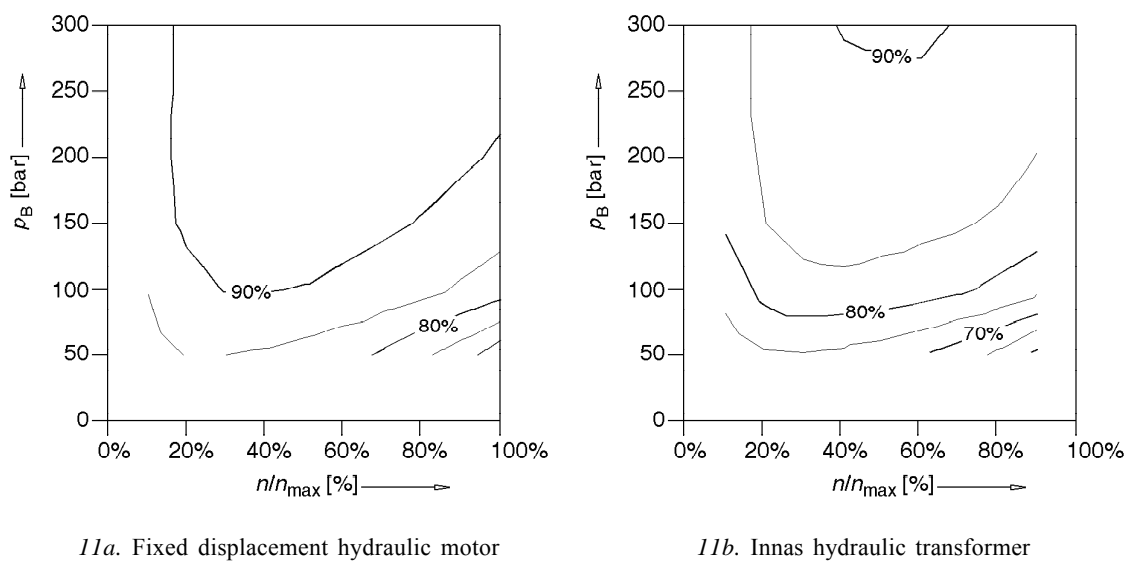 300
250
200
150
100
50
0
p_B [bar]
90%
80%
0% 20% 40% 60% 80% 100%
n/n_max [%]
11a. Fixed displacement hydraulic motor
300
250
200
150
100
50
0
p_B [bar]
90%
80%
70%
0% 20% 40% 60% 80% 100%
n/n_max [%]
11b. Innas hydraulic transformer